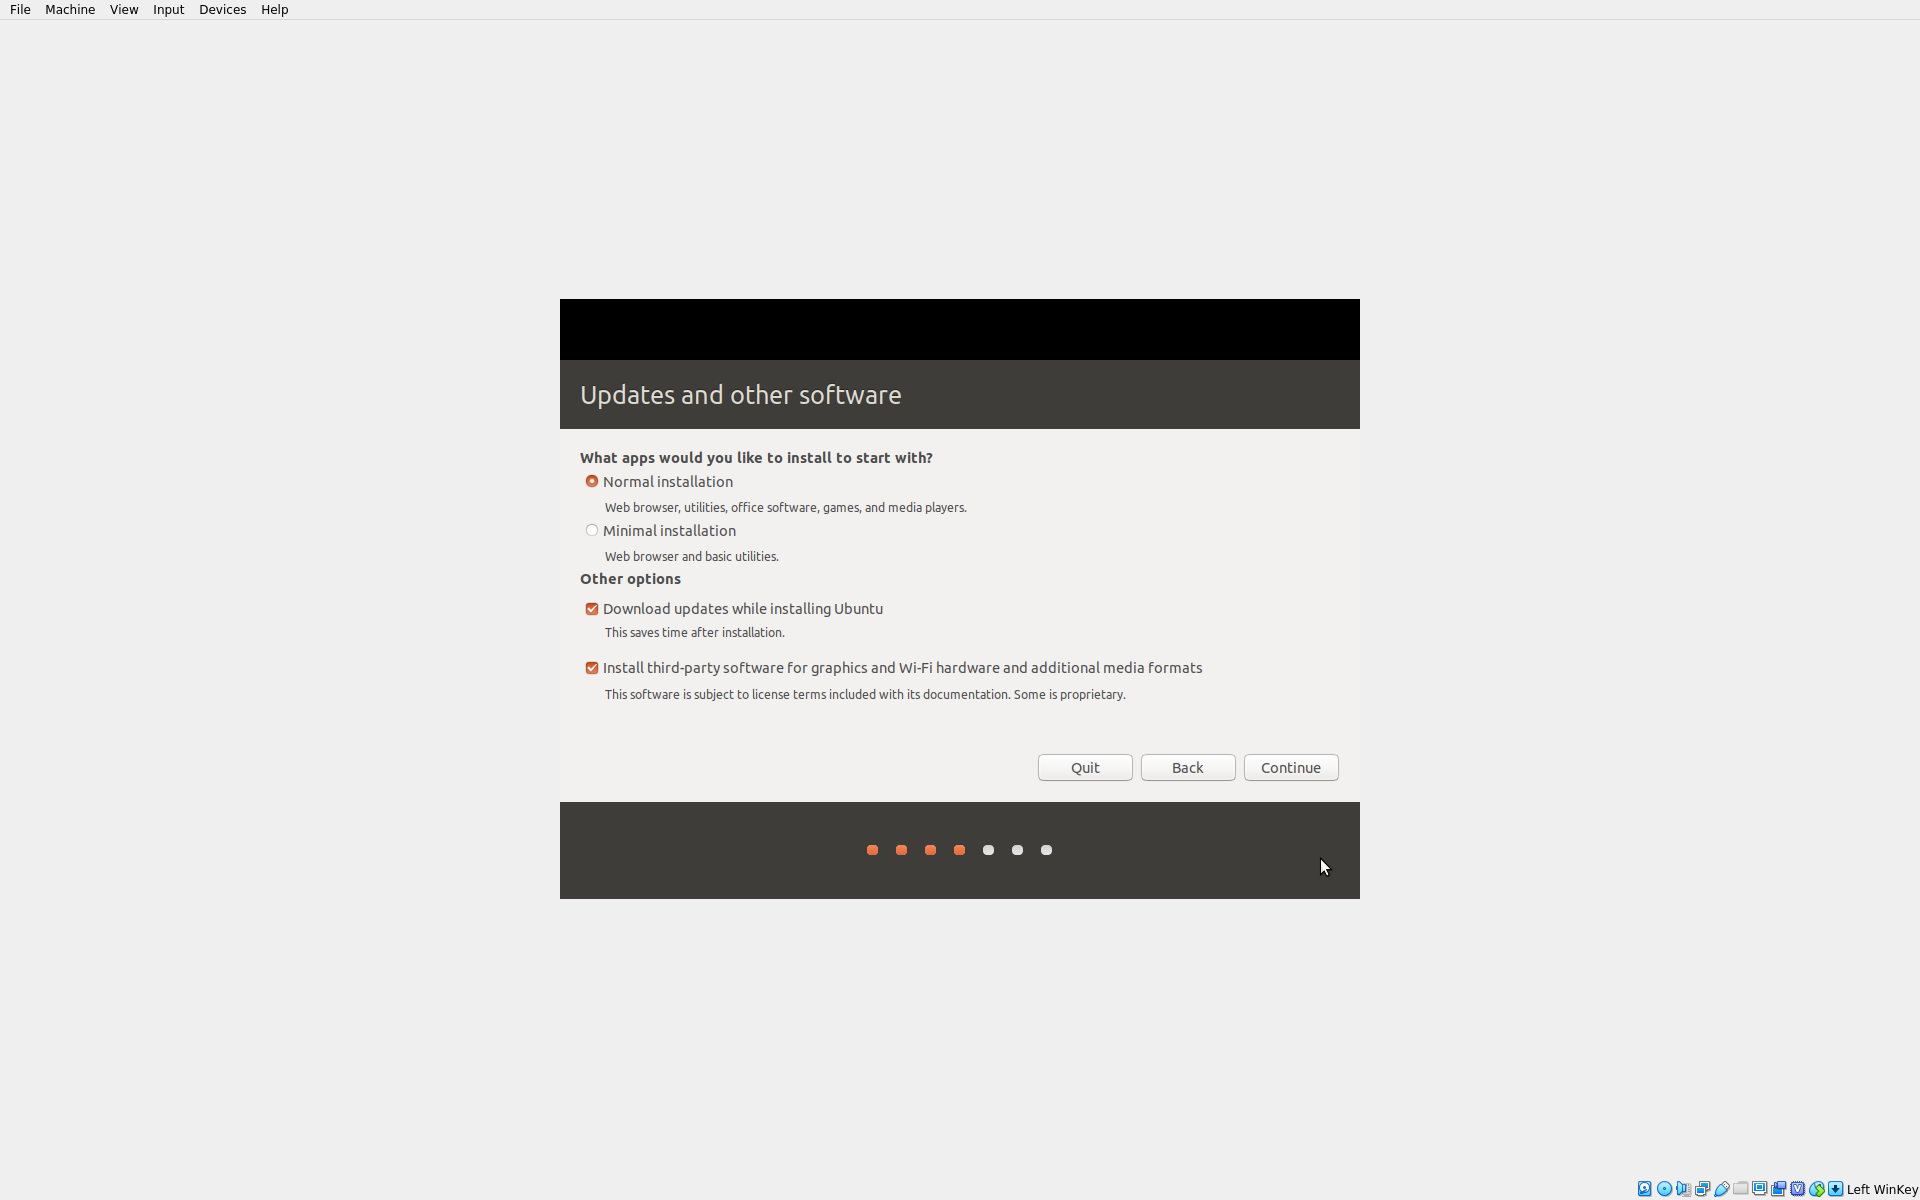 File Machine View Input Devices Help
Updates and other software
What apps would you like to install to start with?
Normal installation
Web browser, utilities, office software, games, and media players.
Minimal installation
Web browser and basic utilities.
Other options
Download updates while installing Ubuntu
This saves time after installation.
Install third-party software for graphics and Wi-Fi hardware and additional media formats
This software is subject to license terms included with its documentation. Some is proprietary.
Quit Back Continue
Left WinKey